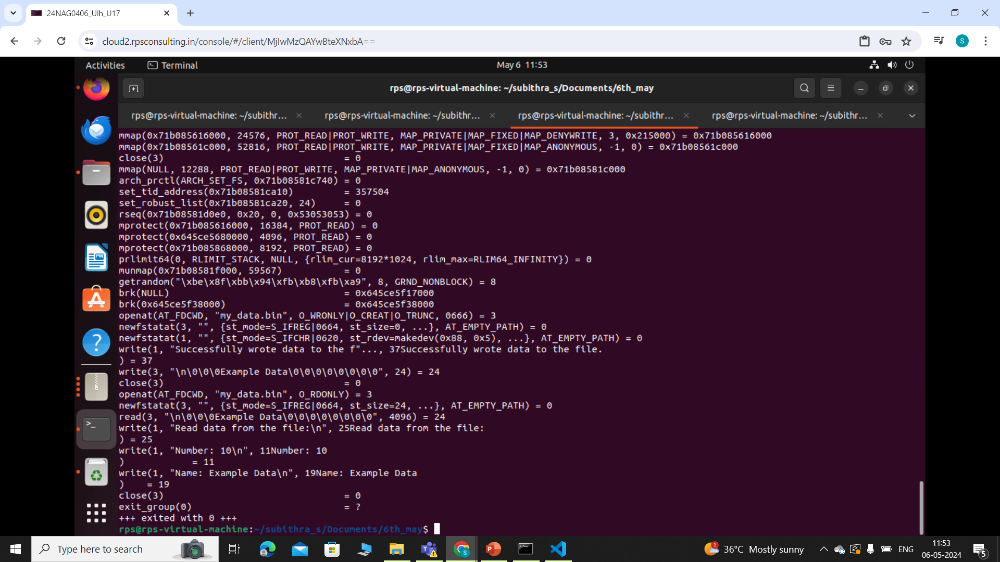 24NAG0406_Ulh_U17
cloud2.rpsconsulting.in/console/#/client/MjIwMzQAYwBteXNxbA==
S
Activities
Terminal
May 6 11:53
rps@rps-virtual-machine: ~/subithra_s/Documents/6th_may
rps@rps-virtual-machine: ~/subithr...
rps@rps-virtual-machine: ~/subithr...
rps@rps-virtual-machine: ~/subithr...
rps@rps-virtual-machine: ~/subithr...
mmap(0x71b085616000, 24576, PROT_READ|PROT_WRITE, MAP_PRIVATE|MAP_FIXED|MAP_DENYWRITE, 3, 0x215000) = 0x71b085616000
mmap(0x71b08561c000, 52816, PROT_READ|PROT_WRITE, MAP_PRIVATE|MAP_FIXED|MAP_ANONYMOUS, -1, 0) = 0x71b08561c000
close(3)                                = 0
mmap(NULL, 12288, PROT_READ|PROT_WRITE, MAP_PRIVATE|MAP_ANONYMOUS, -1, 0) = 0x71b08581c000
arch_prctl(ARCH_SET_FS, 0x71b08581c740) = 0
set_tid_address(0x71b08581ca10)         = 357504
set_robust_list(0x71b08581ca20, 24)     = 0
rseq(0x71b08581d0e0, 0x20, 0, 0x53053053) = 0
mprotect(0x71b085616000, 16384, PROT_READ) = 0
mprotect(0x645ce5680000, 4096, PROT_READ) = 0
mprotect(0x71b085868000, 8192, PROT_READ) = 0
prlimit64(0, RLIMIT_STACK, NULL, {rlim_cur=8192*1024, rlim_max=RLIM64_INFINITY}) = 0
munmap(0x71b08581f000, 59567)           = 0
getrandom("\xbe\x8f\xbb\x94\xfb\xb8\xfb\xa9", 8, GRND_NONBLOCK) = 8
brk(NULL)                               = 0x645ce5f17000
brk(0x645ce5f38000)                     = 0x645ce5f38000
openat(AT_FDCWD, "my_data.bin", O_WRONLY|O_CREAT|O_TRUNC, 0666) = 3
newfstatat(3, "", {st_mode=S_IFREG|0664, st_size=0, ...}, AT_EMPTY_PATH) = 0
newfstatat(1, "", {st_mode=S_IFCHR|0620, st_rdev=makedev(0x88, 0x5), ...}, AT_EMPTY_PATH) = 0
write(1, "Successfully wrote data to the f"..., 37Successfully wrote data to the file.
) = 37
write(3, "\n\0\0\0Example Data\0\0\0\0\0\0\0\0", 24) = 24
close(3)                                = 0
openat(AT_FDCWD, "my_data.bin", O_RDONLY) = 3
newfstatat(3, "", {st_mode=S_IFREG|0664, st_size=24, ...}, AT_EMPTY_PATH) = 0
read(3, "\n\0\0\0Example Data\0\0\0\0\0\0\0\0", 4096) = 24
write(1, "Read data from the file:\n", 25Read data from the file:
) = 25
write(1, "Number: 10\n", 11Number: 10
)            = 11
write(1, "Name: Example Data\n", 19Name: Example Data
)    = 19
close(3)                                = 0
exit_group(0)                           = ?
+++ exited with 0 +++
rps@rps-virtual-machine:~/subithra_s/Documents/6th_may$
Type here to search
1
36°C Mostly sunny
ENG
11:53
06-05-2024
5